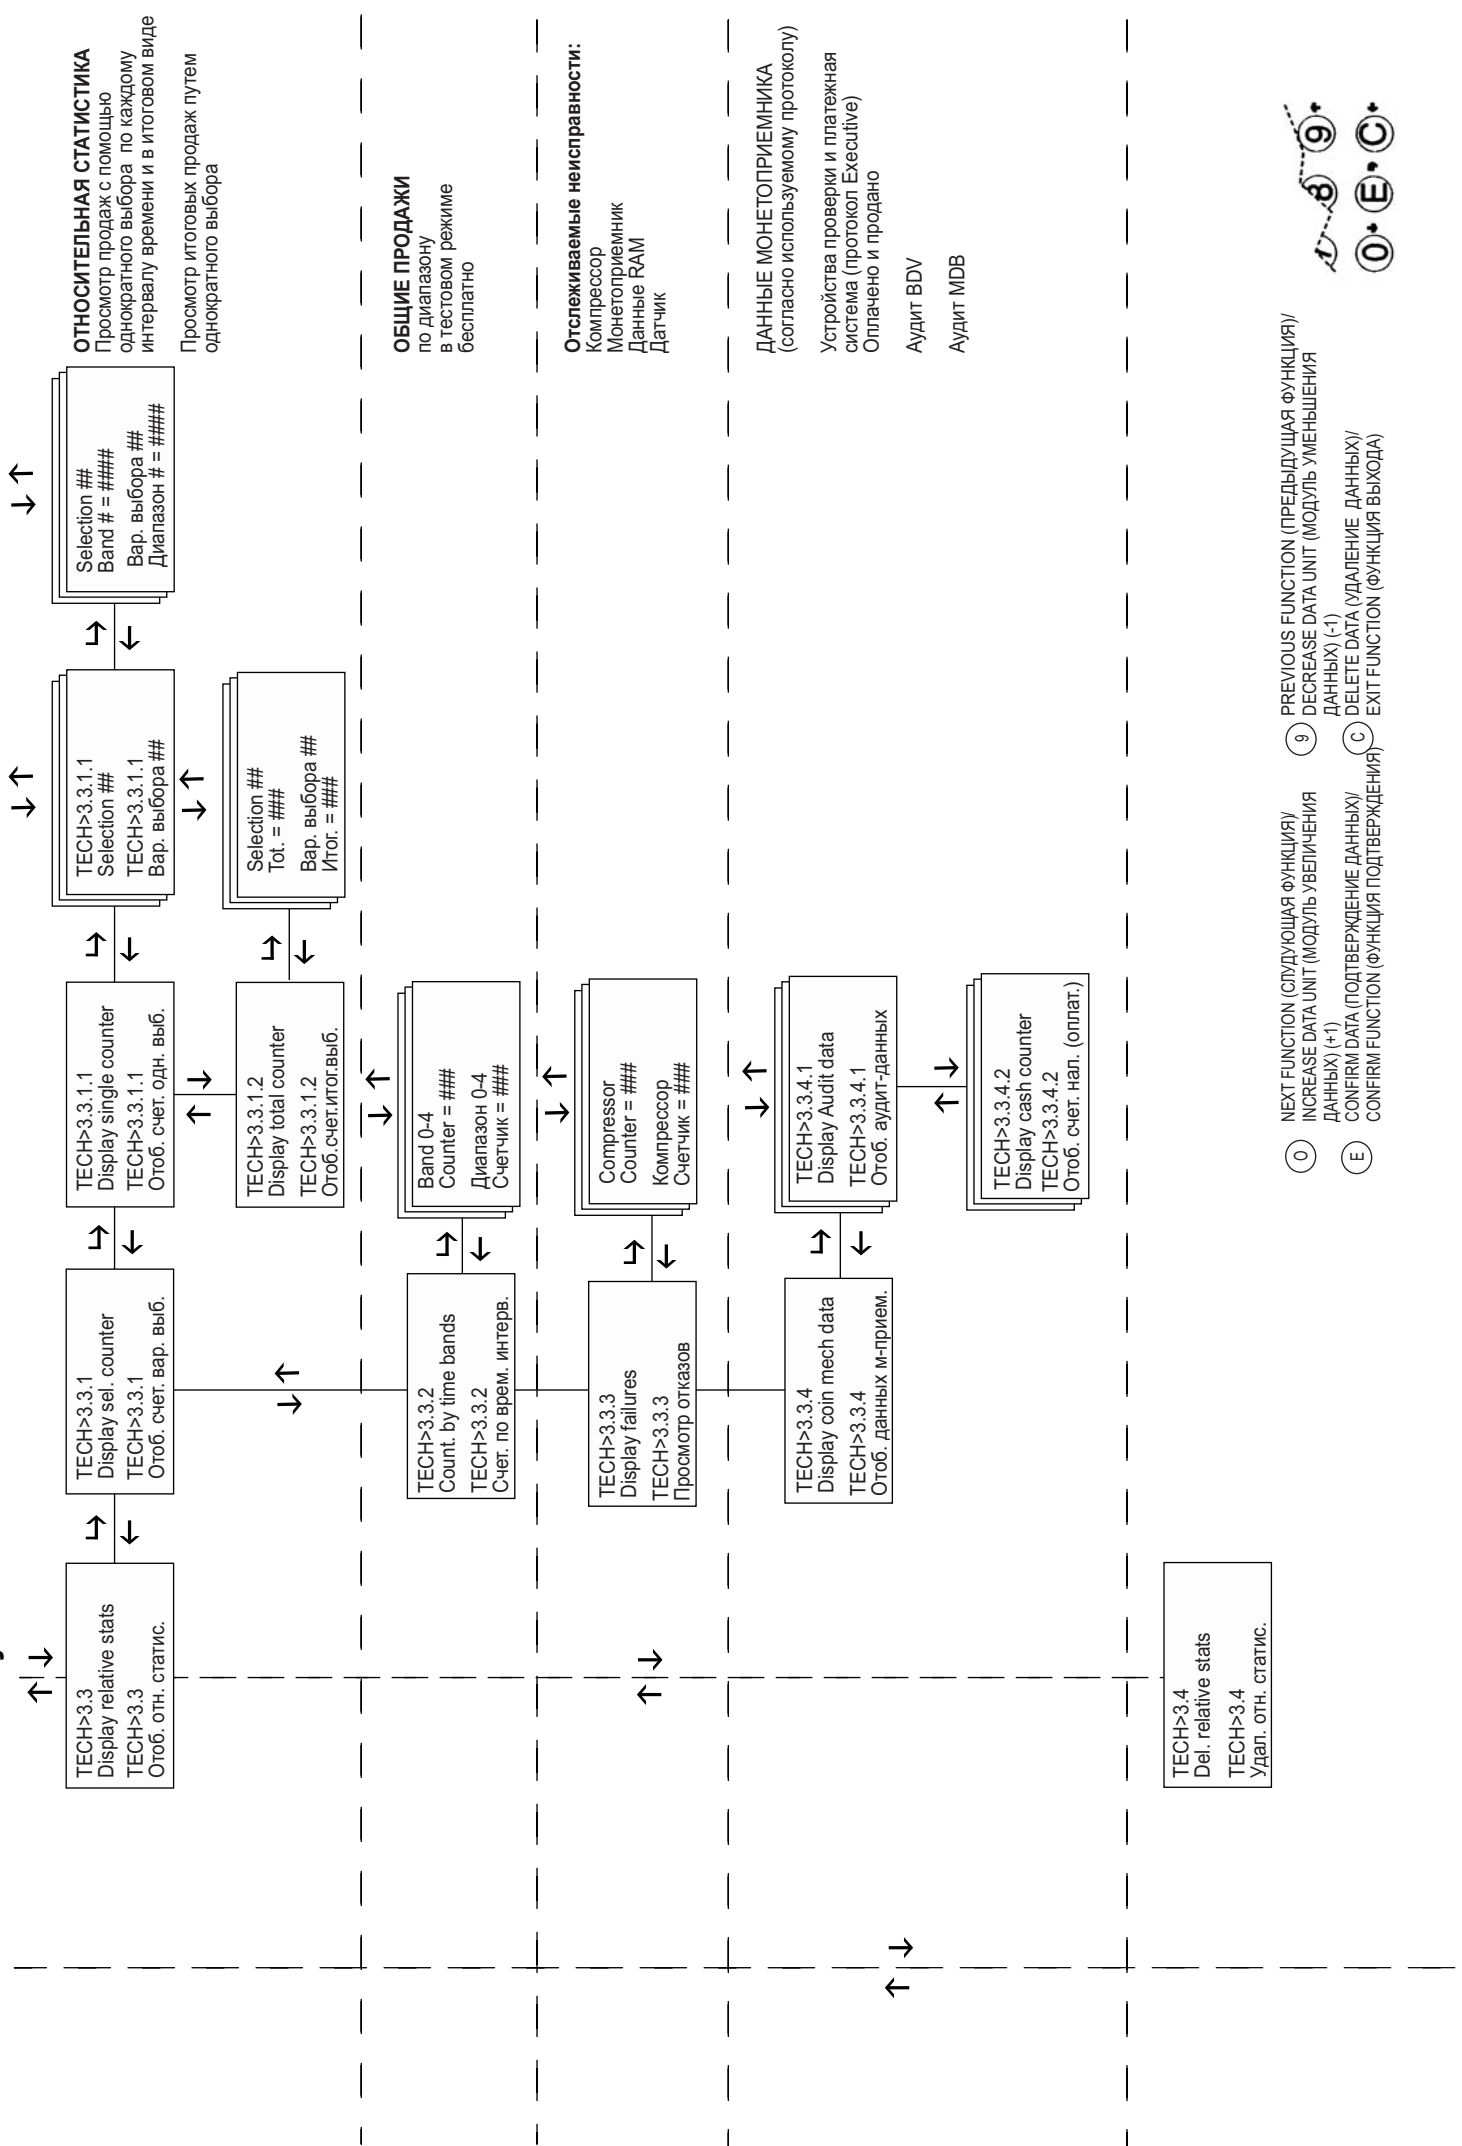 TECH>3.3
Display relative stats
TECH>3.3
Отоб. отн. статис.
TECH>3.3.1
Display sel. counter
TECH>3.3.1
Отоб. счет. вар. выб.
TECH>3.3.1.1
Display single counter
TECH>3.3.1.1
Отоб. счет. одн. выб.
TECH>3.3.1.1
Selection ##
TECH>3.3.1.1
Вар. выбора ##
Selection ##
Band # = ####
Вар. выбора ##
Диапазон # = ####
ОТНОСИТЕЛЬНАЯ СТАТИСТИКА
Просмотр продаж с помощью
однократного выбора по каждому
интервалу времени и в итоговом виде
Просмотр итоговых продаж путем
однократного выбора
TECH>3.3.1.2
Display total counter
TECH>3.3.1.2
Отоб.счет.итог.выб.
Selection ##
Tot. = ###
Вар. выбора ##
Итог. = ###
TECH>3.3.2
Count. by time bands
TECH>3.3.2
Счет. по врем. интерв.
Band 0-4
Counter = ###
Диапазон 0-4
Счетчик = ###
ОБЩИЕ ПРОДАЖИ
по диапазону
в тестовом режиме
бесплатно
TECH>3.3.3
Display failures
TECH>3.3.3
Просмотр отказов
Compressor
Counter = ###
Компрессор
Счетчик = ###
Отслеживаемые неисправности:
Компрессор
Монетоприемник
Данные RAM
Датчик
TECH>3.3.4
Display coin mech data
TECH>3.3.4
Отоб. данных м-прием.
TECH>3.3.4.1
Display Audit data
TECH>3.3.4.1
Отоб. аудит-данных
TECH>3.3.4.2
Display cash counter
TECH>3.3.4.2
Отоб. счет. нал. (оплат.)
ДАННЫЕ МОНЕТОПРИЕМНИКА
(согласно используемому протоколу)
Устройства проверки и платежная
система (протокол Executive)
Оплачено и продано
Аудит BDV
Аудит MDB
TECH>3.4
Del. relative stats
TECH>3.4
Удал. отн. статис.
0 NEXT FUNCTION (СЛУДУЮЩАЯ ФУНКЦИЯ)/
INCREASE DATA UNIT (МОДУЛЬ УВЕЛИЧЕНИЯ
ДАННЫХ) (+1)
E CONFIRM DATA (ПОДТВЕРЖДЕНИЕ ДАННЫХ)/
CONFIRM FUNCTION (ФУНКЦИЯ ПОДТВЕРЖДЕНИЯ)
9 PREVIOUS FUNCTION (ПРЕДЫДУЩАЯ ФУНКЦИЯ)/
DECREASE DATA UNIT (МОДУЛЬ УМЕНЬШЕНИЯ
ДАННЫХ) (-1)
C DELETE DATA (УДАЛЕНИЕ ДАННЫХ)/
EXIT FUNCTION (ФУНКЦИЯ ВЫХОДА)
1 8 9
0 E C